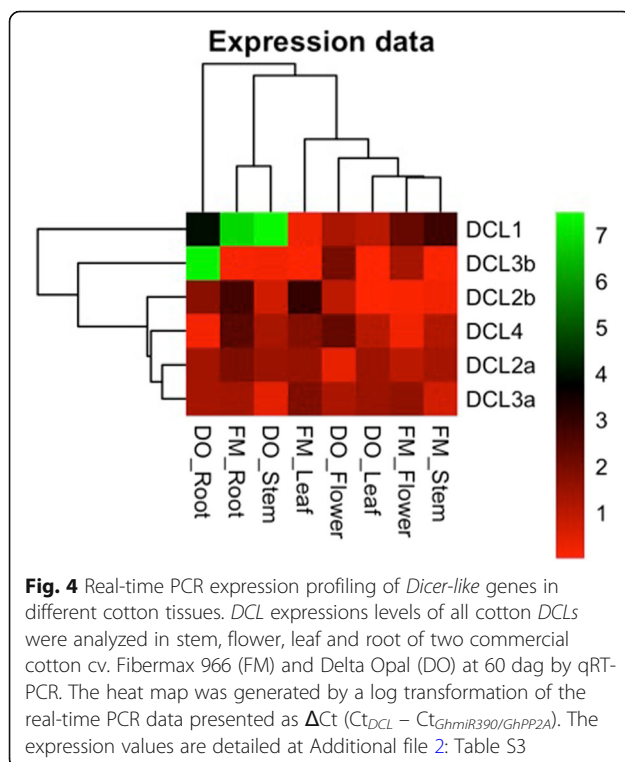 Expression data
DCL1
DCL3b
DCL2b
DCL4
DCL2a
DCL3a
DO_Root
FM_Root
DO_Stem
FM_Leaf
DO_Flower
DO_Leaf
FM_Flower
FM_Stem
7
6
5
4
3
2
1
Fig. 4 Real-time PCR expression profiling of Dicer-like genes in
different cotton tissues. DCL expressions levels of all cotton DCLs
were analyzed in stem, flower, leaf and root of two commercial
cotton cv. Fibermax 966 (FM) and Delta Opal (DO) at 60 dag by qRT-
PCR. The heat map was generated by a log transformation of the
real-time PCR data presented as ΔCt (CtDCL – CtGhmiR390/GhPP2A). The
expression values are detailed at Additional file 2: Table S3